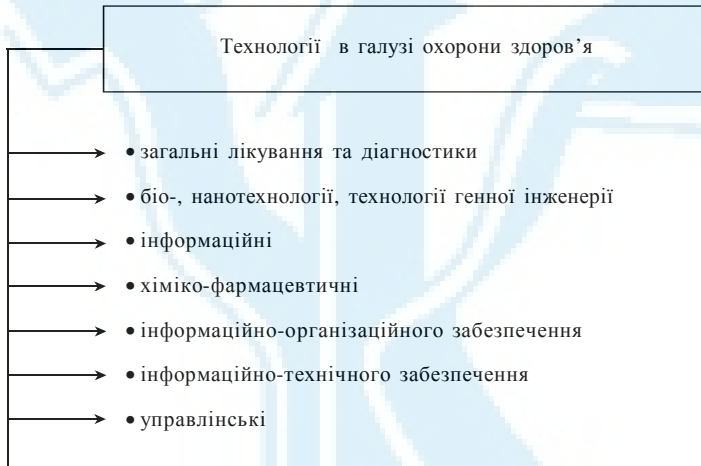 Технології в галузі охорони здоров’я
• загальні лікування та діагностики
• біо-, нанотехнології, технології генної інженерії
• інформаційні
• хіміко-фармацевтичні
• інформаційно-організаційного забезпечення
• інформаційно-технічного забезпечення
• управлінські